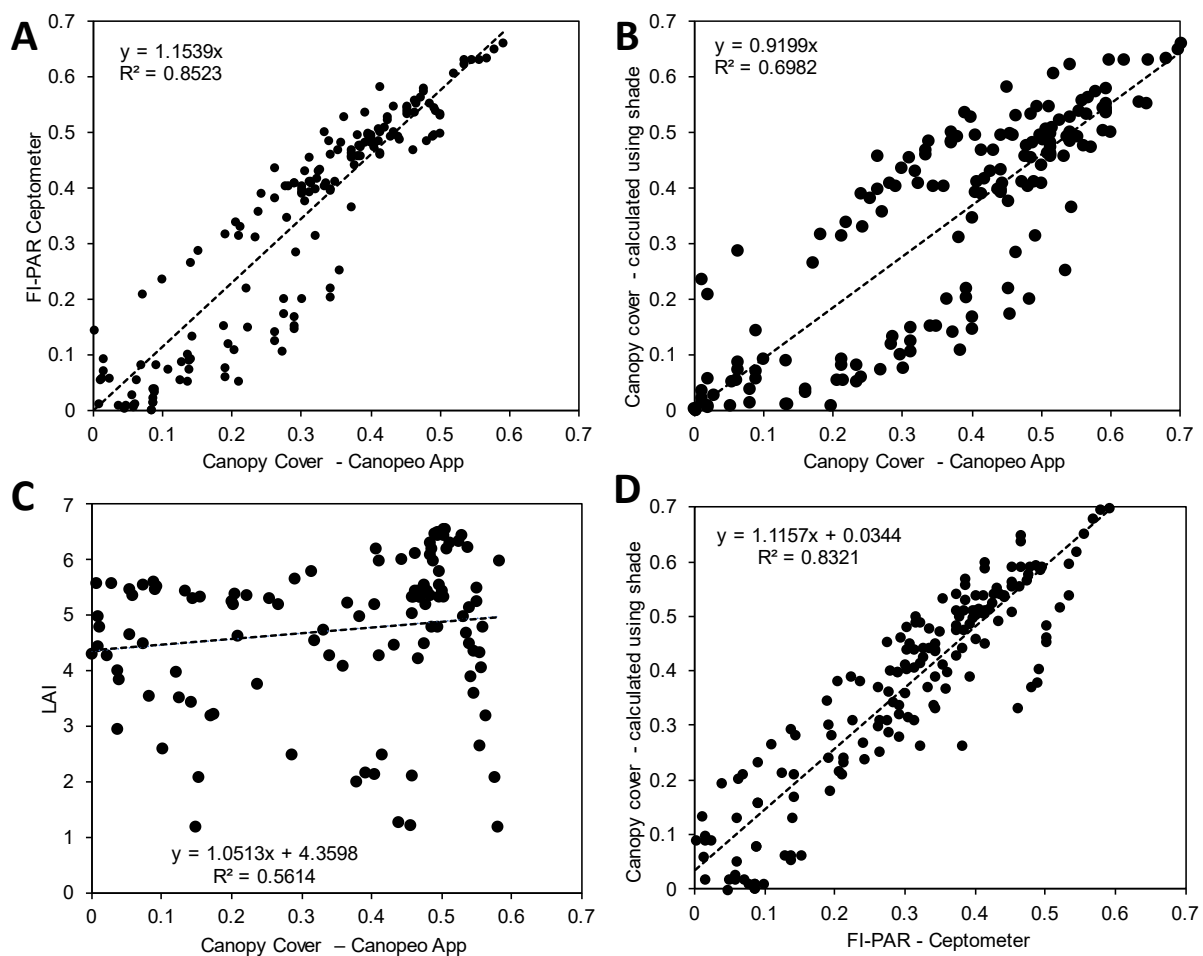 A
y = 1.1539x
R² = 0.8523
0.7
0.6
0.5
0.4
0.3
0.2
0.1
0
FI-PAR Ceptometer
0 0.1 0.2 0.3 0.4 0.5 0.6 0.7
Canopy Cover - Canopeo App
B
y = 0.9199x
R² = 0.6982
0.7
0.6
0.5
0.4
0.3
0.2
0.1
0
Canopy cover - calculated using shade
0 0.1 0.2 0.3 0.4 0.5 0.6 0.7
Canopy Cover - Canopeo App
C
7
6
5
4
3
2
1
0
LAI
y = 1.0513x + 4.3598
R² = 0.5614
0 0.1 0.2 0.3 0.4 0.5 0.6 0.7
Canopy Cover – Canopeo App
D
y = 1.1157x + 0.0344
R² = 0.8321
0.7
0.6
0.5
0.4
0.3
0.2
0.1
0
Canopy cover - calculated using shade
0 0.1 0.2 0.3 0.4 0.5 0.6 0.7
FI-PAR - Ceptometer